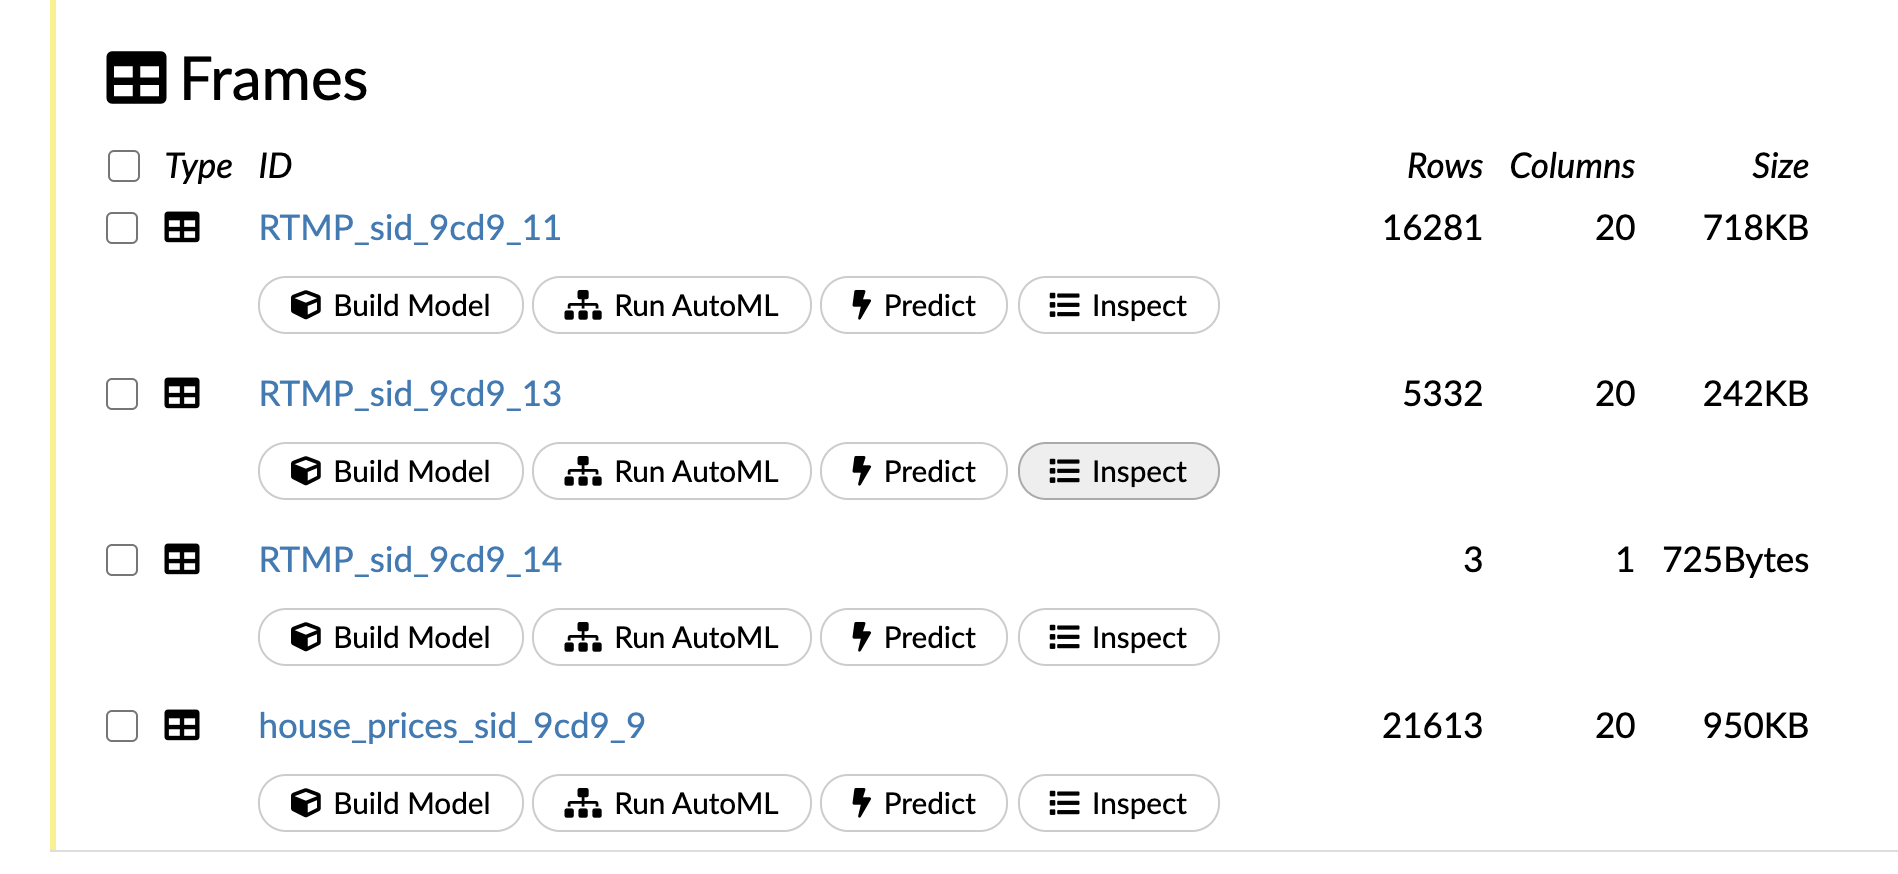 Frames
Type ID Rows Columns Size
RTMP_sid_9cd9_11 16281 20 718KB
Build Model Run AutoML Predict Inspect
RTMP_sid_9cd9_13 5332 20 242KB
Build Model Run AutoML Predict Inspect
RTMP_sid_9cd9_14 3 1 725Bytes
Build Model Run AutoML Predict Inspect
house_prices_sid_9cd9_9 21613 20 950KB
Build Model Run AutoML Predict Inspect